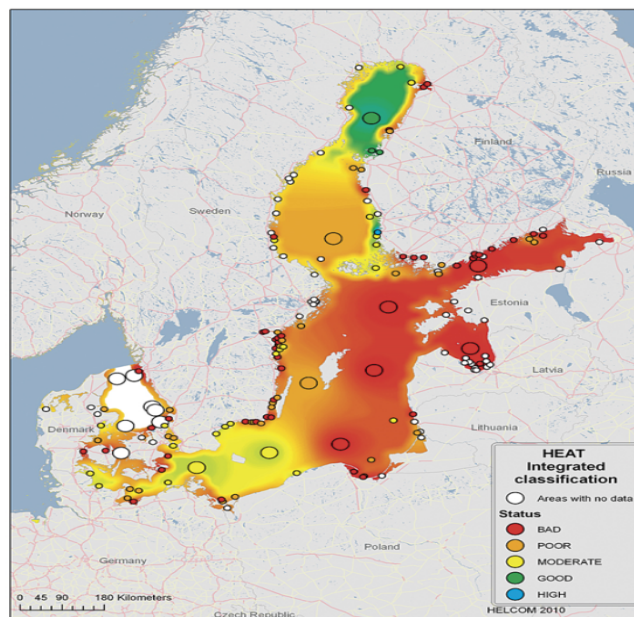 Finland
Russia
Norway
Sweden
Estonia
Latvia
Denmark
Lithuania
HEAT
Integrated
classification
Areas with no data
Status
BAD
POOR
MODERATE
GOOD
HIGH
Poland
Germany
0 45 90 180 Kilometers
Czech Republic
HELCOM 2010